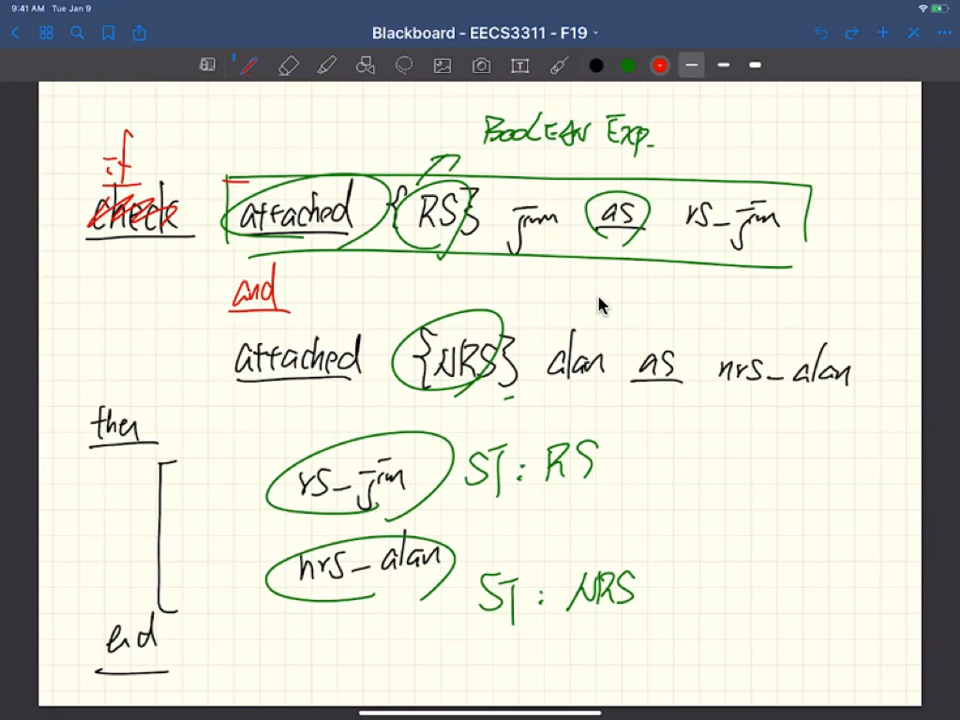 9:41 AM Tue Jan 9
Blackboard - EECS3311 - F19
Boolean Exp.
if
check attached {RS} jim as rs_jim
and
attached {NRS} alan as nrs_alan
then
rs_jim ST: RS
nrs_alan
ST: NRS
end